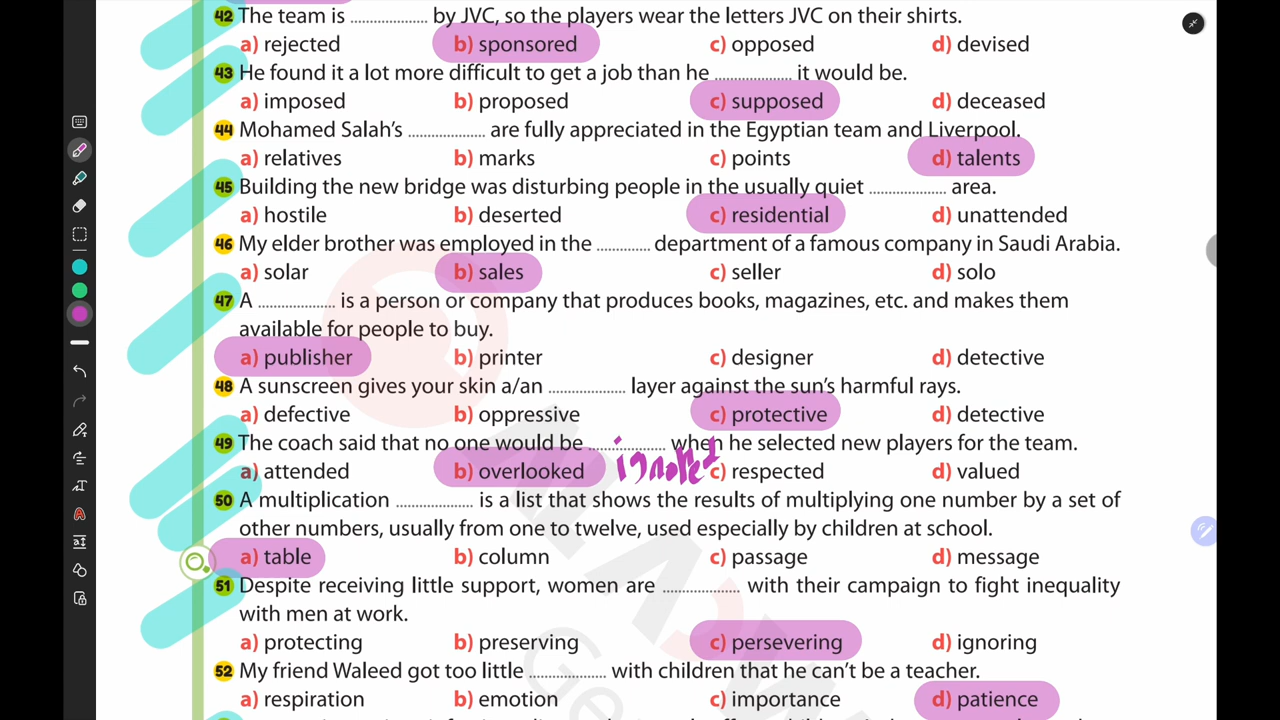 42 The team is .................. by JVC, so the players wear the letters JVC on their shirts.
a) rejected b) sponsored c) opposed d) devised
43 He found it a lot more difficult to get a job than he .................. it would be.
a) imposed b) proposed c) supposed d) deceased
44 Mohamed Salah's .................. are fully appreciated in the Egyptian team and Liverpool.
a) relatives b) marks c) points d) talents
45 Building the new bridge was disturbing people in the usually quiet .................. area.
a) hostile b) deserted c) residential d) unattended
46 My elder brother was employed in the ............. department of a famous company in Saudi Arabia.
a) solar b) sales c) seller d) solo
47 A .................. is a person or company that produces books, magazines, etc. and makes them
available for people to buy.
a) publisher b) printer c) designer d) detective
48 A sunscreen gives your skin a/an .................. layer against the sun's harmful rays.
a) defective b) oppressive c) protective d) detective
49 The coach said that no one would be .................. when he selected new players for the team.
a) attended b) overlooked c) respected d) valued
50 A multiplication .................. is a list that shows the results of multiplying one number by a set of
other numbers, usually from one to twelve, used especially by children at school.
a) table b) column c) passage d) message
51 Despite receiving little support, women are .................. with their campaign to fight inequality
with men at work.
a) protecting b) preserving c) persevering d) ignoring
52 My friend Waleed got too little .................. with children that he can't be a teacher.
a) respiration b) emotion c) importance d) patience